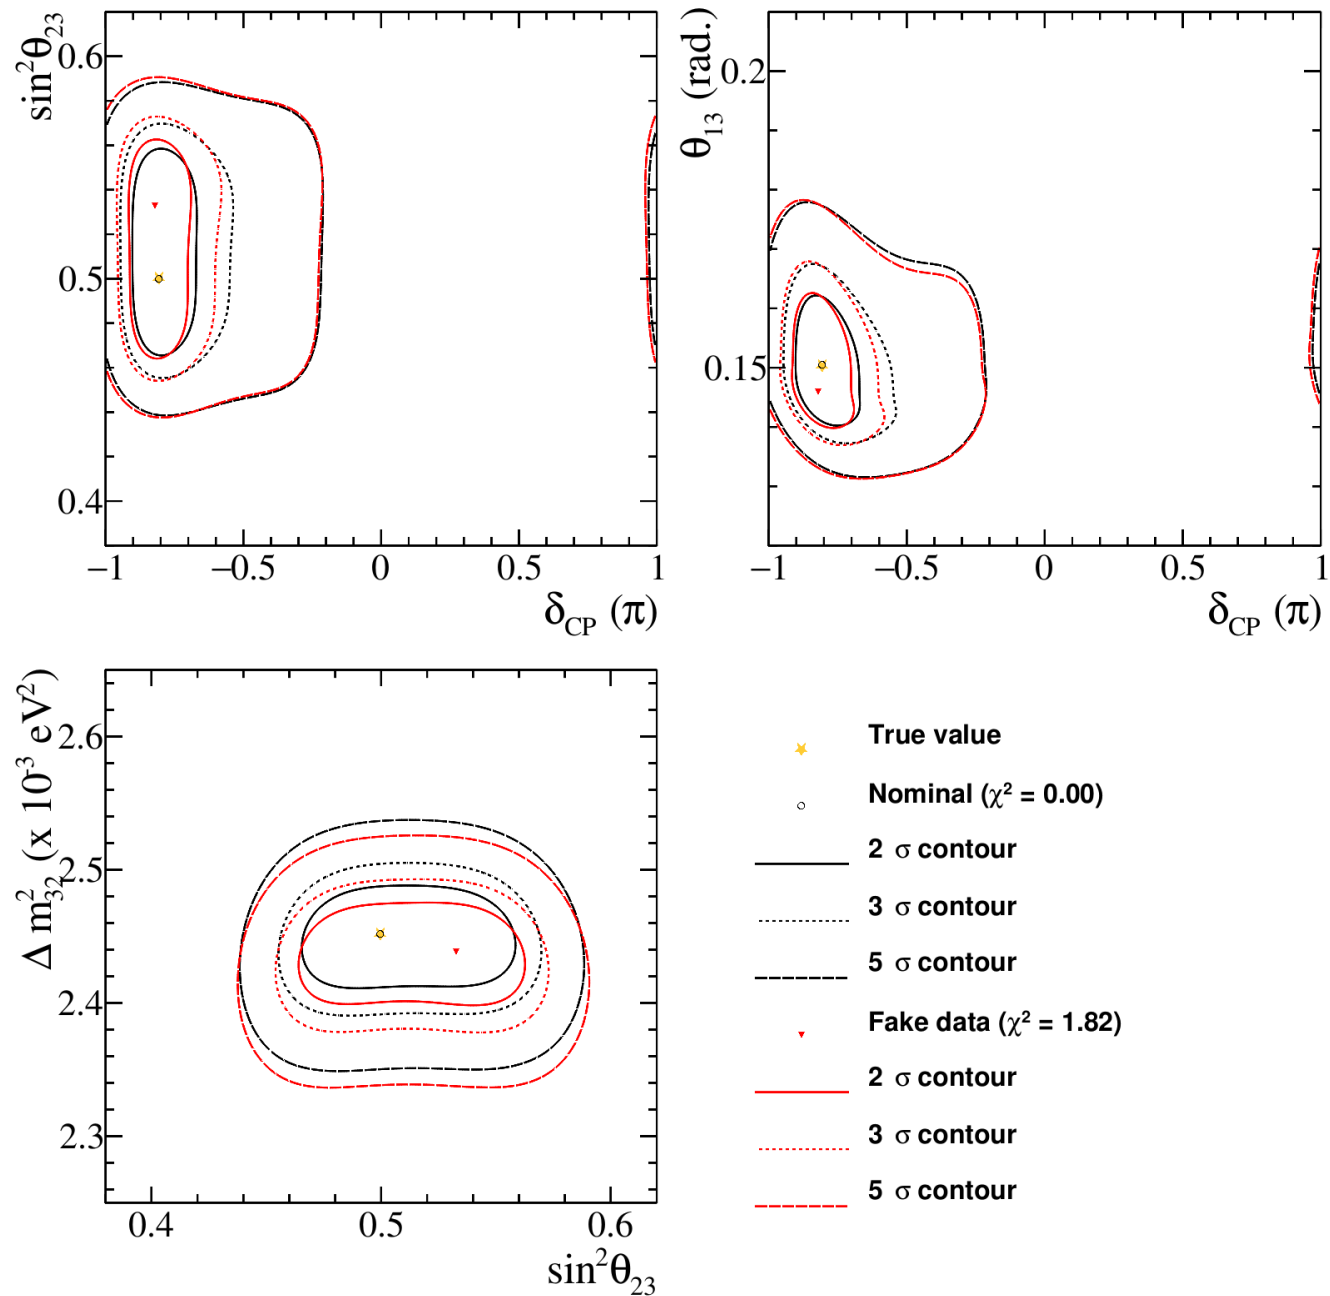 sin²θ₂₃
0.6
0.5
0.4
−1 −0.5 0 0.5 1
δCP (π)
θ₁₃ (rad.)
0.2
0.15
−1 −0.5 0 0.5 1
δCP (π)
Δ m²₃₂ (x 10⁻³ eV²)
2.6
2.5
2.4
2.3
0.4 0.5 0.6
sin²θ₂₃
True value
Nominal (χ² = 0.00)
2 σ contour
3 σ contour
5 σ contour
Fake data (χ² = 1.82)
2 σ contour
3 σ contour
5 σ contour